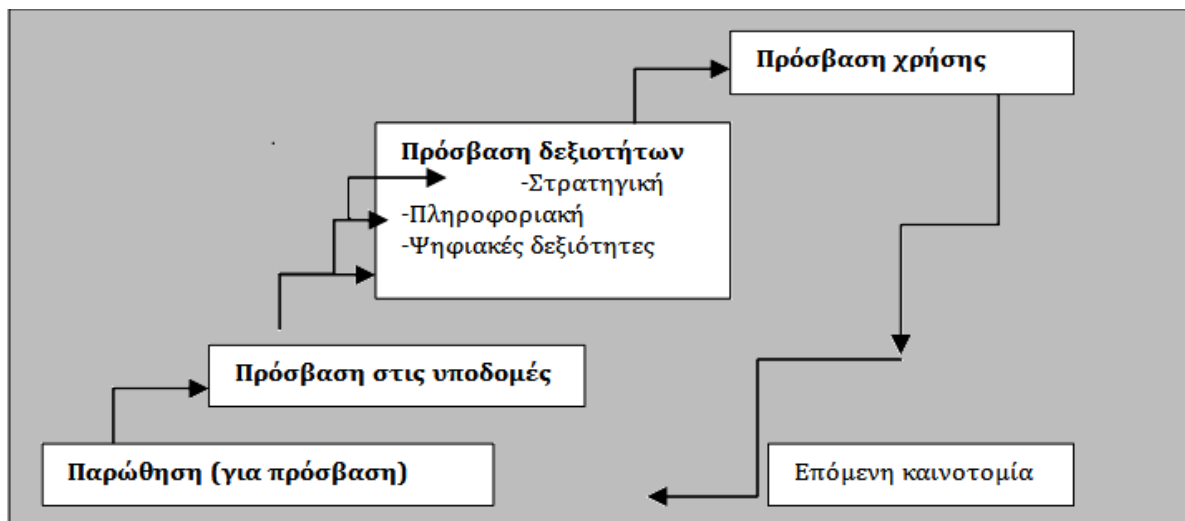 Πρόσβαση χρήσης
Πρόσβαση δεξιοτήτων
-Στρατηγική
-Πληροφοριακή
-Ψηφιακές δεξιότητες
Πρόσβαση στις υποδομές
Παρώθηση (για πρόσβαση)
Επόμενη καινοτομία